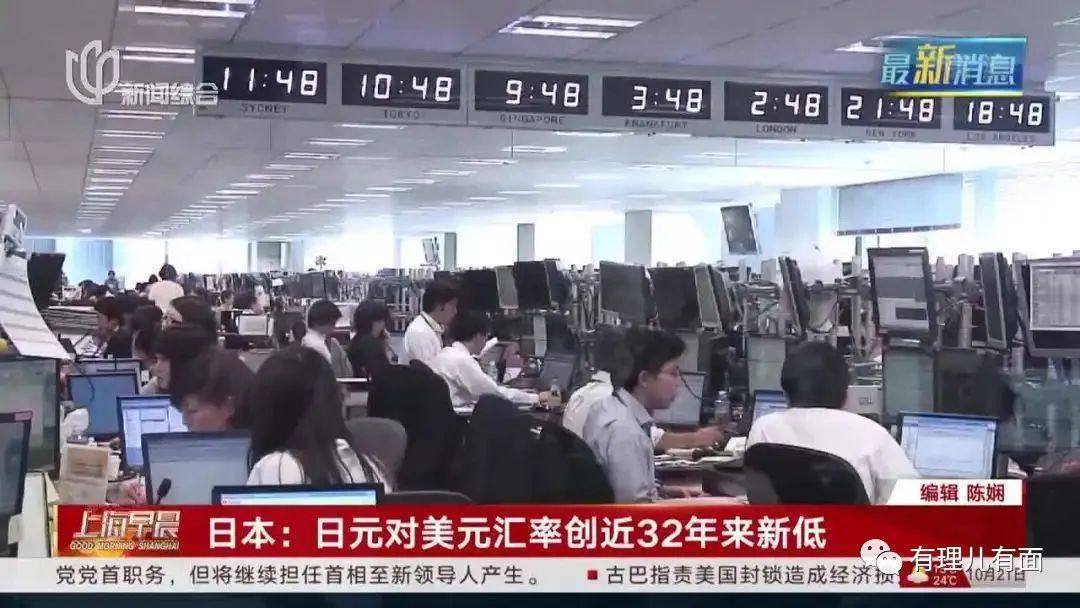 新闻综合
最新消息
11:48 10:48 9:48 3:48 2:48 21:48 18:48
SYDNEY TOKYO SINGAPORE FRANKFURT LONDON NEW YORK LOS ANGELES
编辑 陈娴
上海早晨
GOOD MORNING SHANGHAI
日本：日元对美元汇率创近32年来新低
有理儿有面
党党首职务，但将继续担任首相至新领导人产生。 ■ 古巴指责美国封锁造成经济损
24℃ 10月21日